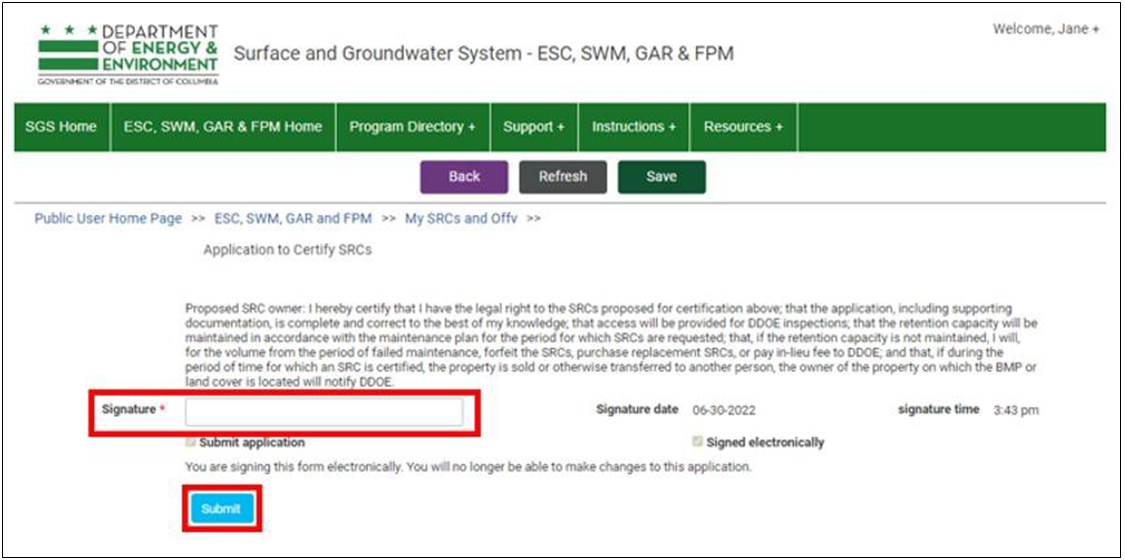 DEPARTMENT
OF ENERGY &
ENVIRONMENT
GOVERNMENT OF THE DISTRICT OF COLUMBIA
Surface and Groundwater System - ESC, SWM, GAR & FPM
Welcome, Jane +
SGS Home ESC, SWM, GAR & FPM Home Program Directory + Support + Instructions + Resources +
Back Refresh Save
Public User Home Page >> ESC, SWM, GAR and FPM >> My SRCs and Offv >>
Application to Certify SRCs
Proposed SRC owner: I hereby certify that I have the legal right to the SRCs proposed for certification above; that the application, including supporting
documentation, is complete and correct to the best of my knowledge; that access will be provided for DDOE inspections; that the retention capacity will be
maintained in accordance with the maintenance plan for the period for which SRCs are requested; that, if the retention capacity is not maintained, I will,
for the volume from the period of failed maintenance, forfeit the SRCs, purchase replacement SRCs, or pay in-lieu fee to DDOE; and that, if during the
period of time for which an SRC is certified, the property is sold or otherwise transferred to another person, the owner of the property on which the BMP or
land cover is located will notify DDOE.
Signature * Signature date 06-30-2022 signature time 3:43 pm
Submit application Signed electronically
You are signing this form electronically. You will no longer be able to make changes to this application.
Submit